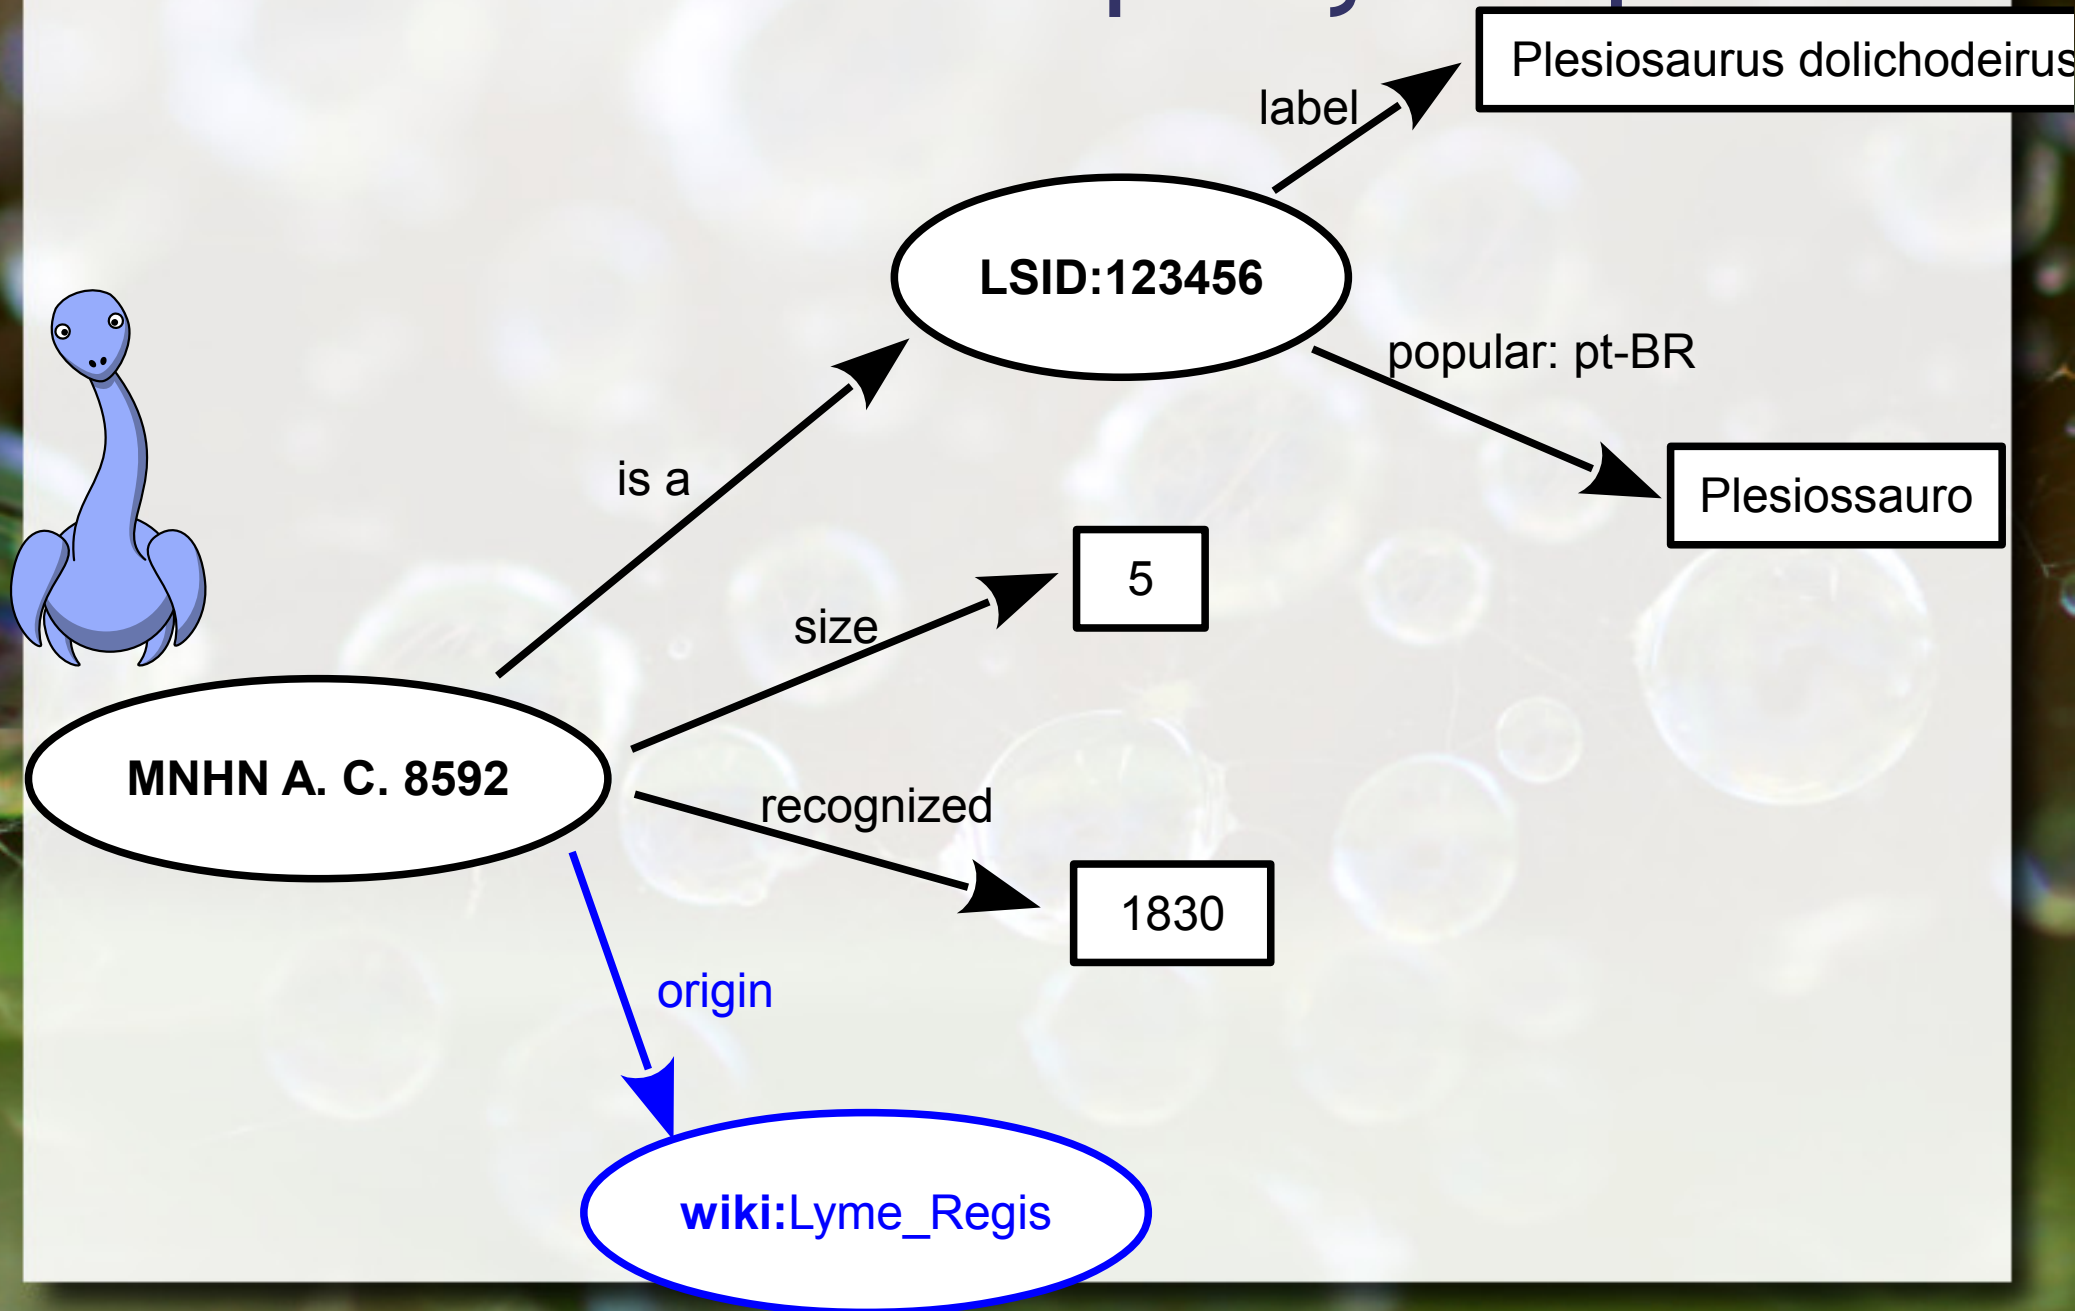 Plesiosaurus dolichodeirus
label
LSID:123456
popular: pt-BR
Plesiossauro
is a
5
size
MNHN A. C. 8592
recognized
1830
origin
wiki:Lyme_Regis